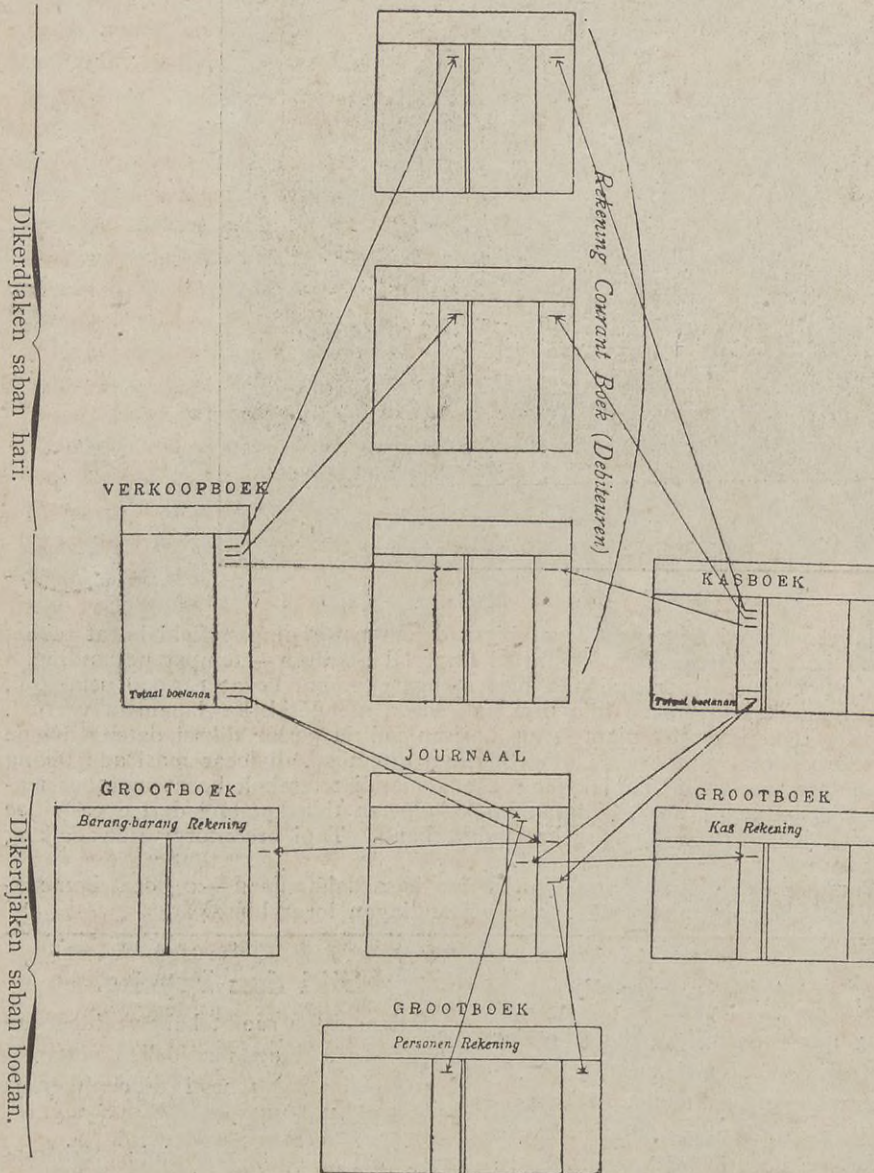 Dikerdjaken saban hari.
Rekening Courant Boek (Debiteuren)
VERKOOPBOEK
KASBOEK
Totaal boelanan
Totaal boelanan
JOURNAAL
GROOTBOEK
GROOTBOEK
Barang-barang Rekening
Kas Rekening
Dikerdjaken saban boelan.
GROOTBOEK
Personen Rekening